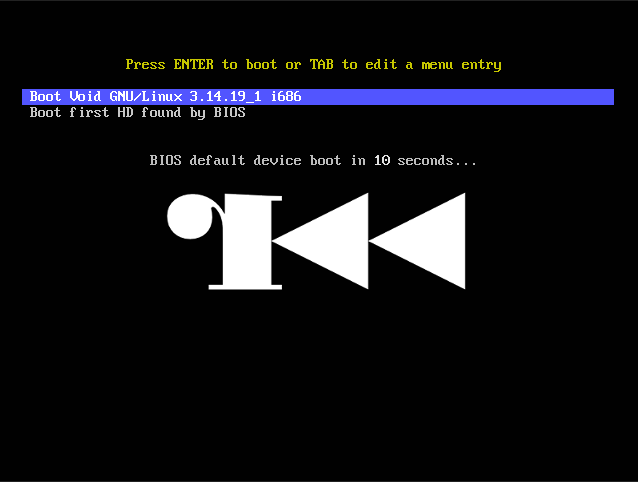 Press ENTER to boot or TAB to edit a menu entry
Boot Void GNU/Linux 3.14.19_1 i686
Boot first HD found by BIOS
BIOS default device boot in 10 seconds...